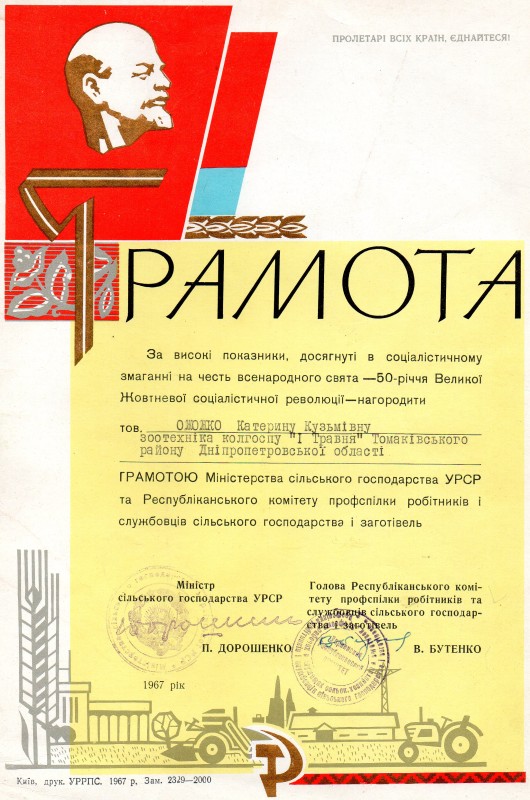 ПРОЛЕТАРІ ВСІХ КРАЇН, ЄДНАЙТЕСЯ!
ГРАМОТА
За високі показники, досягнуті в соціалістичному
змаганні на честь всенародного свята —50-річчя Великої
Жовтневої соціалістичної революції—нагородити
тов. ОЖОЖКО Катерину Кузьмівну
зоотехніка колгоспу "І Травня" Томаківського
району Дніпропетровської області
ГРАМОТОЮ Міністерства сільського господарства УРСР
та Республіканського комітету профспілки робітників і
службовців сільського господарства і заготівель
Міністр
сільського господарства УРСР
П. ДОРОШЕНКО
Голова Республіканського комі-
тету профспілки робітників та
службовців сільського господар-
ства і заготівель
В. БУТЕНКО
1967 рік
Київ, друк. УРРПС. 1967 р. Зам. 2329—2000